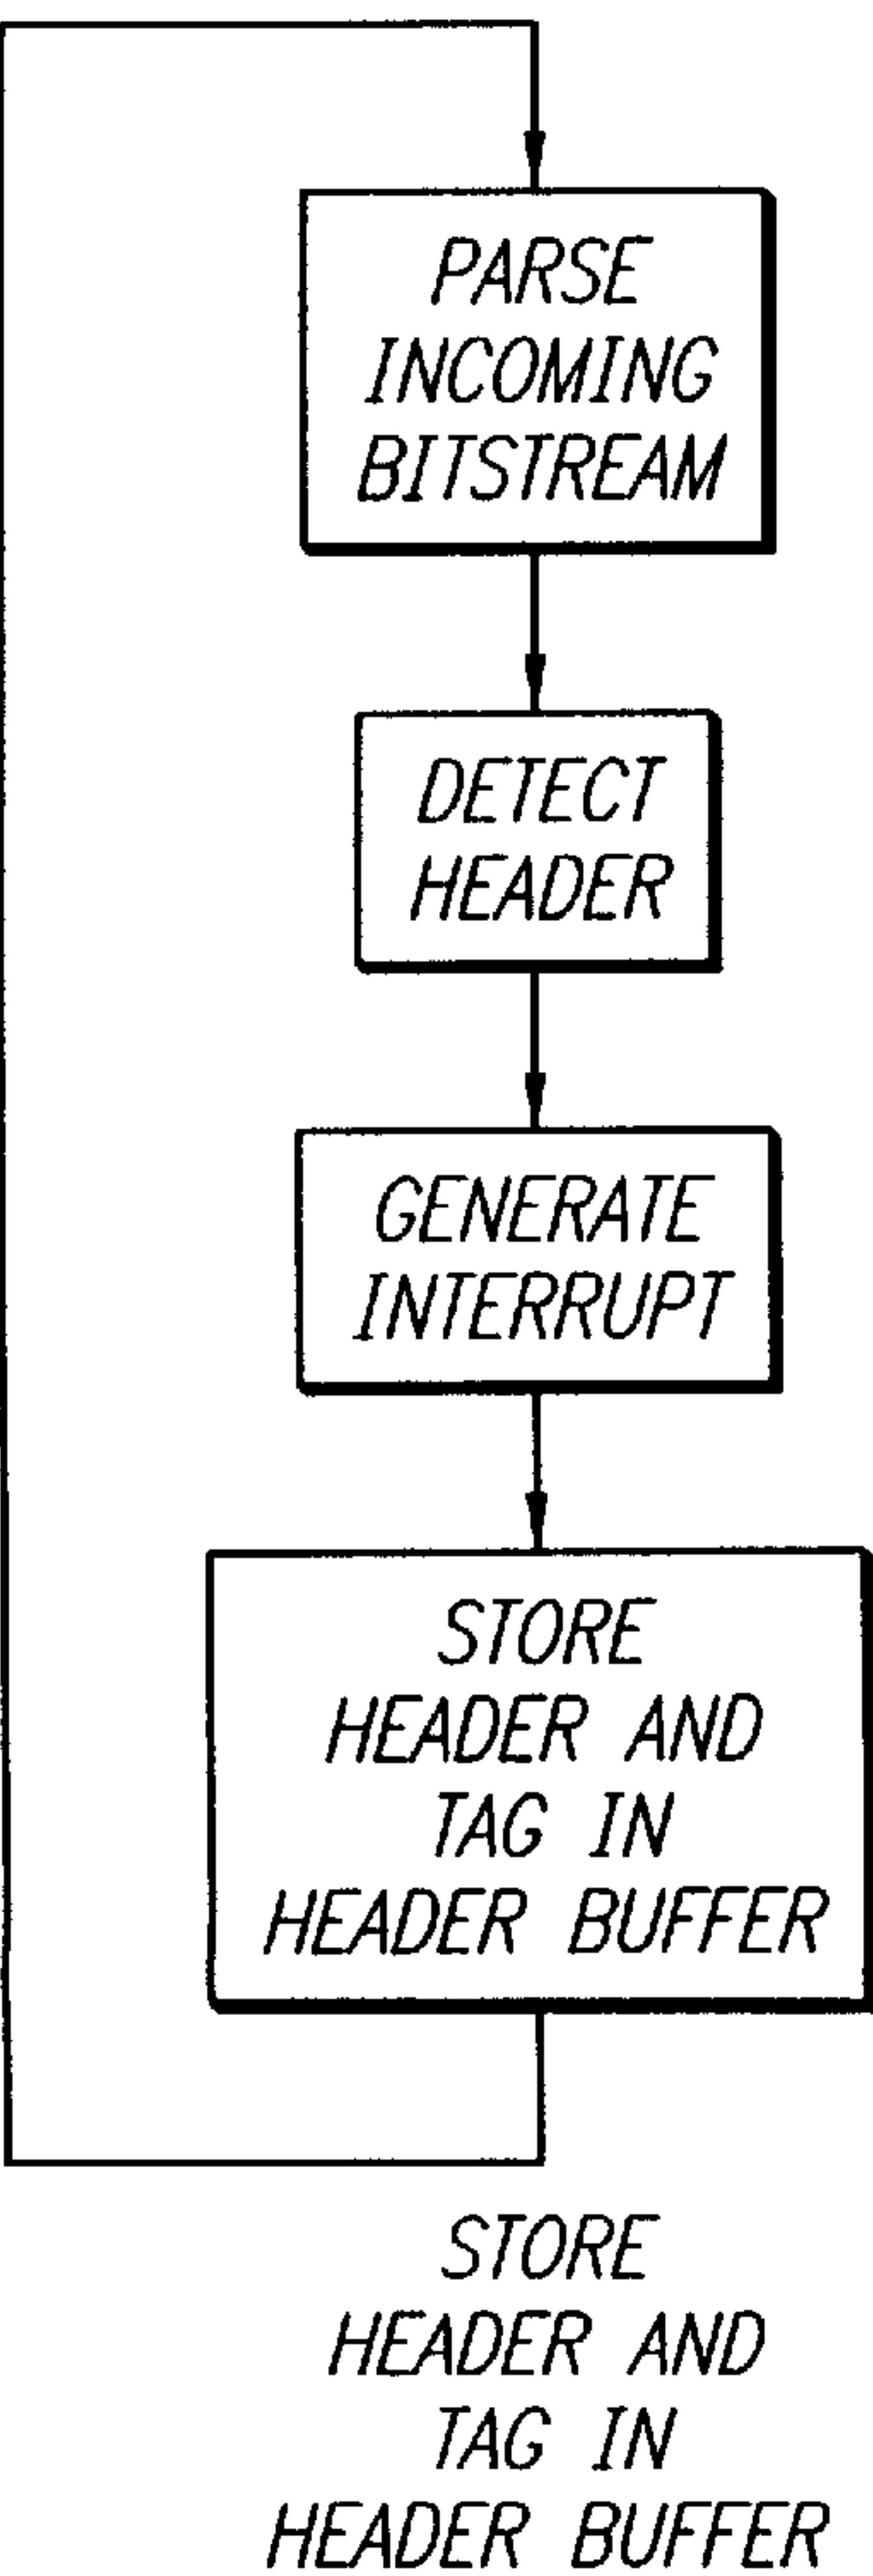 PARSE
INCOMING
BITSTREAM
DETECT
HEADER
GENERATE
INTERRUPT
STORE
HEADER AND
TAG IN
HEADER BUFFER
STORE
HEADER AND
TAG IN
HEADER BUFFER